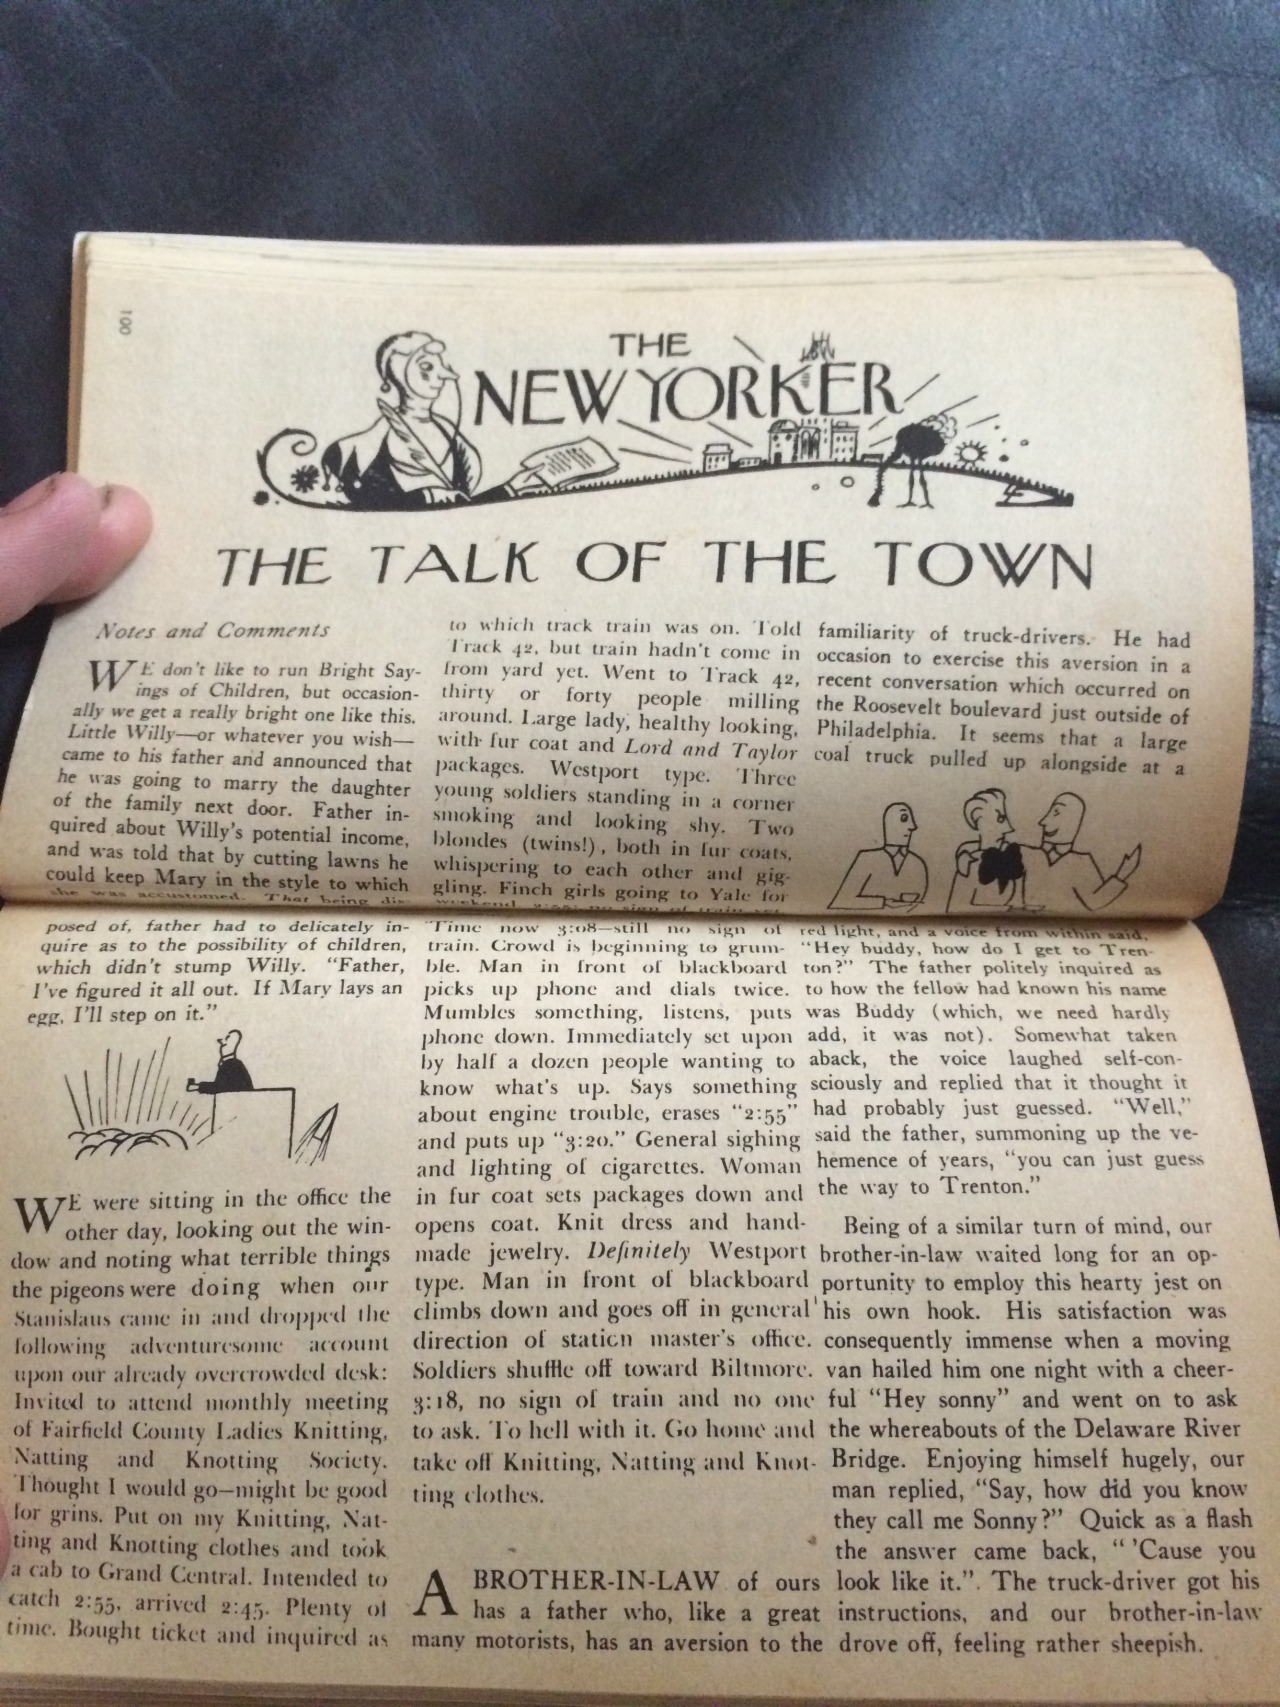 100
THE
NEW YORKER
THE TALK OF THE TOWN
Notes and Comments
WE don't like to run Bright Say-
ings of Children, but occasion-
ally we get a really bright one like this.
Little Willy—or whatever you wish—
came to his father and announced that
he was going to marry the daughter
of the family next door. Father in-
quired about Willy's potential income,
and was told that by cutting lawns he
could keep Mary in the style to which
she was accustomed. That being dis-
posed of, father had to delicately in-
quire as to the possibility of children,
which didn't stump Willy. "Father,
I've figured it all out. If Mary lays an
egg, I'll step on it."
WE were sitting in the office the
other day, looking out the win-
dow and noting what terrible things
the pigeons were doing when our
Stanislaus came in and dropped the
following adventuresome account
upon our already overcrowded desk:
Invited to attend monthly meeting
of Fairfield County Ladies Knitting,
Natting and Knotting Society.
Thought I would go—might be good
for grins. Put on my Knitting, Nat-
ting and Knotting clothes and took
a cab to Grand Central. Intended to
catch 2:55, arrived 2:45. Plenty of
time. Bought ticket and inquired as
to which track train was on. Told
Track 42, but train hadn't come in
from yard yet. Went to Track 42,
thirty or forty people milling
around. Large lady, healthy looking,
with fur coat and Lord and Taylor
packages. Westport type. Three
young soldiers standing in a corner
smoking and looking shy. Two
blondes (twins!), both in fur coats,
whispering to each other and gig-
gling. Finch girls going to Yale for
weekend. 2:55; no sign of train yet.
Time now 3:08—still no sign of
train. Crowd is beginning to grum-
ble. Man in front of blackboard
picks up phone and dials twice.
Mumbles something, listens, puts
phone down. Immediately set upon
by half a dozen people wanting to
know what's up. Says something
about engine trouble, erases "2:55"
and puts up "3:20." General sighing
and lighting of cigarettes. Woman
in fur coat sets packages down and
opens coat. Knit dress and hand-
made jewelry. Definitely Westport
type. Man in front of blackboard
climbs down and goes off in general
direction of station master's office.
Soldiers shuffle off toward Biltmore.
3:18, no sign of train and no one
to ask. To hell with it. Go home and
take off Knitting, Natting and Knot-
ting clothes.
A BROTHER-IN-LAW of ours
has a father who, like a great
many motorists, has an aversion to the
familiarity of truck-drivers. He had
occasion to exercise this aversion in a
recent conversation which occurred on
the Roosevelt boulevard just outside of
Philadelphia. It seems that a large
coal truck pulled up alongside at a
red light, and a voice from within said,
"Hey buddy, how do I get to Tren-
ton?" The father politely inquired as
to how the fellow had known his name
was Buddy (which, we need hardly
add, it was not). Somewhat taken
aback, the voice laughed self-con-
sciously and replied that it thought it
had probably just guessed. "Well,"
said the father, summoning up the ve-
hemence of years, "you can just guess
the way to Trenton."
Being of a similar turn of mind, our
brother-in-law waited long for an op-
portunity to employ this hearty jest on
his own hook. His satisfaction was
consequently immense when a moving
van hailed him one night with a cheer-
ful "Hey sonny" and went on to ask
the whereabouts of the Delaware River
Bridge. Enjoying himself hugely, our
man replied, "Say, how did you know
they call me Sonny?" Quick as a flash
the answer came back, " 'Cause you
look like it.". The truck-driver got his
instructions, and our brother-in-law
drove off, feeling rather sheepish.